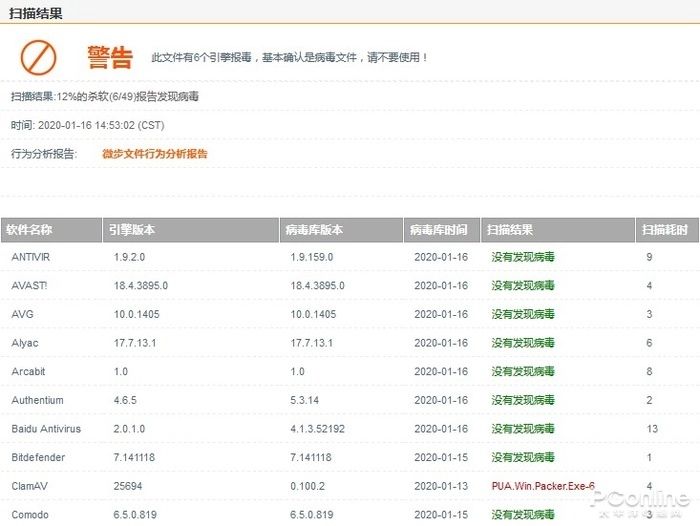 扫描结果
警告 此文件有6个引擎报毒，基本确认是病毒文件，请不要使用！
扫描结果:12%的杀软(6/49)报告发现病毒
时间: 2020-01-16 14:53:02 (CST)
行为分析报告: 微步文件行为分析报告
软件名称 引擎版本 病毒库版本 病毒库时间 扫描结果 扫描耗时
ANTIVIR 1.9.2.0 1.9.159.0 2020-01-16 没有发现病毒 9
AVAST! 18.4.3895.0 18.4.3895.0 2020-01-16 没有发现病毒 4
AVG 10.0.1405 10.0.1405 2020-01-16 没有发现病毒 3
Alyac 17.7.13.1 17.7.13.1 2020-01-16 没有发现病毒 6
Arcabit 1.0 1.0 2020-01-16 没有发现病毒 8
Authentium 4.6.5 5.3.14 2020-01-16 没有发现病毒 2
Baidu Antivirus 2.0.1.0 4.1.3.52192 2020-01-16 没有发现病毒 13
Bitdefender 7.141118 7.141118 2020-01-15 没有发现病毒 1
ClamAV 25694 0.100.2 2020-01-13 PUA.Win.Packer.Exe-6 4
PConline
太平洋电脑网
Comodo 6.5.0.819 6.5.0.819 2020-01-15 没有发现病毒 3